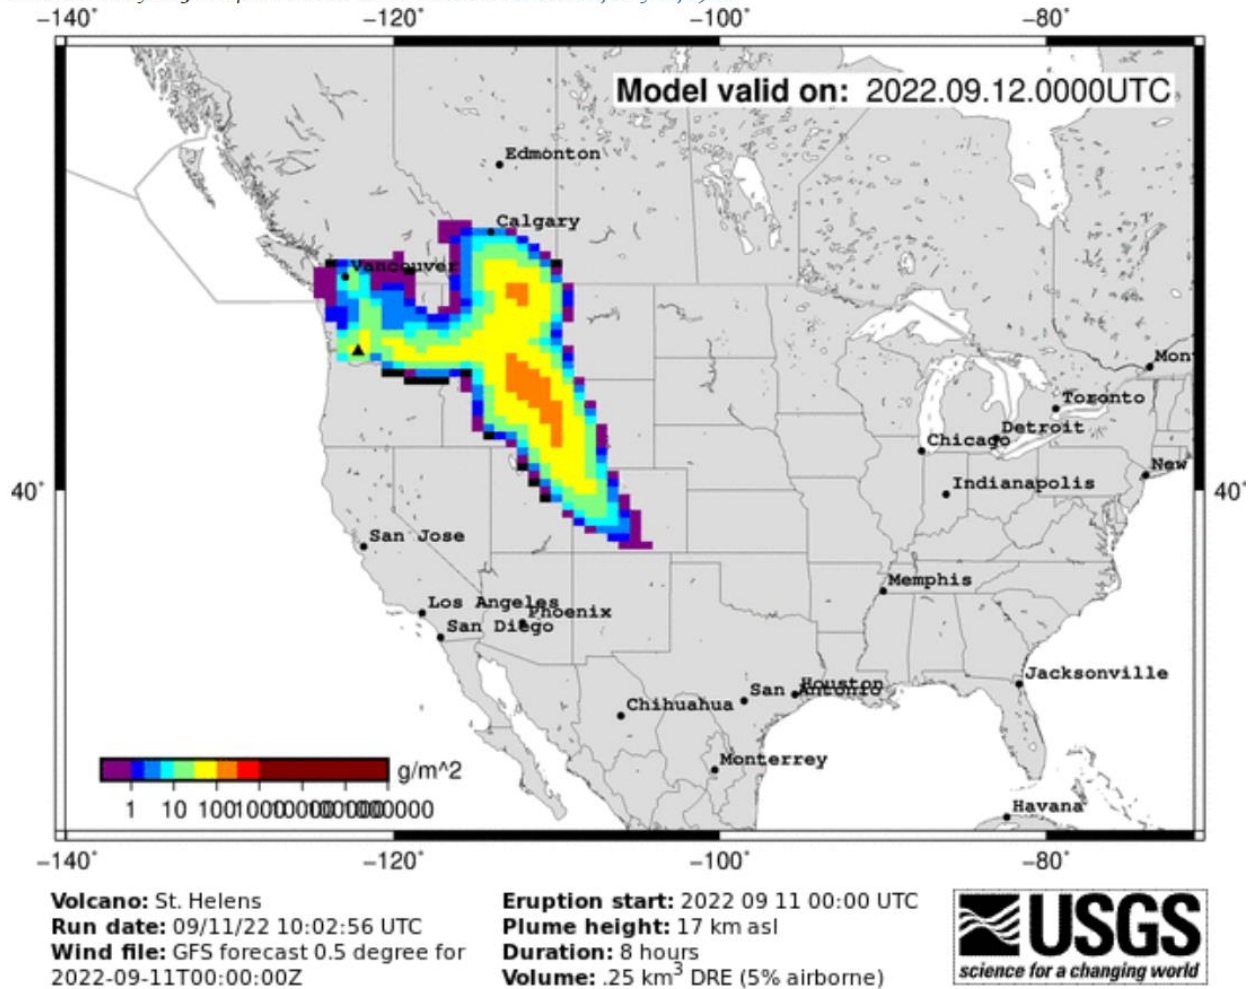 −140˚ −120˚ −100˚ −80˚
Model valid on: 2022.09.12.0000UTC
Edmonton
Calgary
Vancouver
Mon
Toronto
Detroit
Chicago
New
40˚ 40˚
Indianapolis
San Jose
Memphis
Los Angeles
Phoenix
San Diego
Jacksonville
Houston
San Antonio
Chihuahua
Monterrey
g/m^2
1 10 100
Havana
−140˚ −120˚ −100˚ −80˚
Volcano: St. Helens
Run date: 09/11/22 10:02:56 UTC
Wind file: GFS forecast 0.5 degree for
2022-09-11T00:00:00Z
Eruption start: 2022 09 11 00:00 UTC
Plume height: 17 km asl
Duration: 8 hours
Volume: .25 km³ DRE (5% airborne)
USGS
science for a changing world